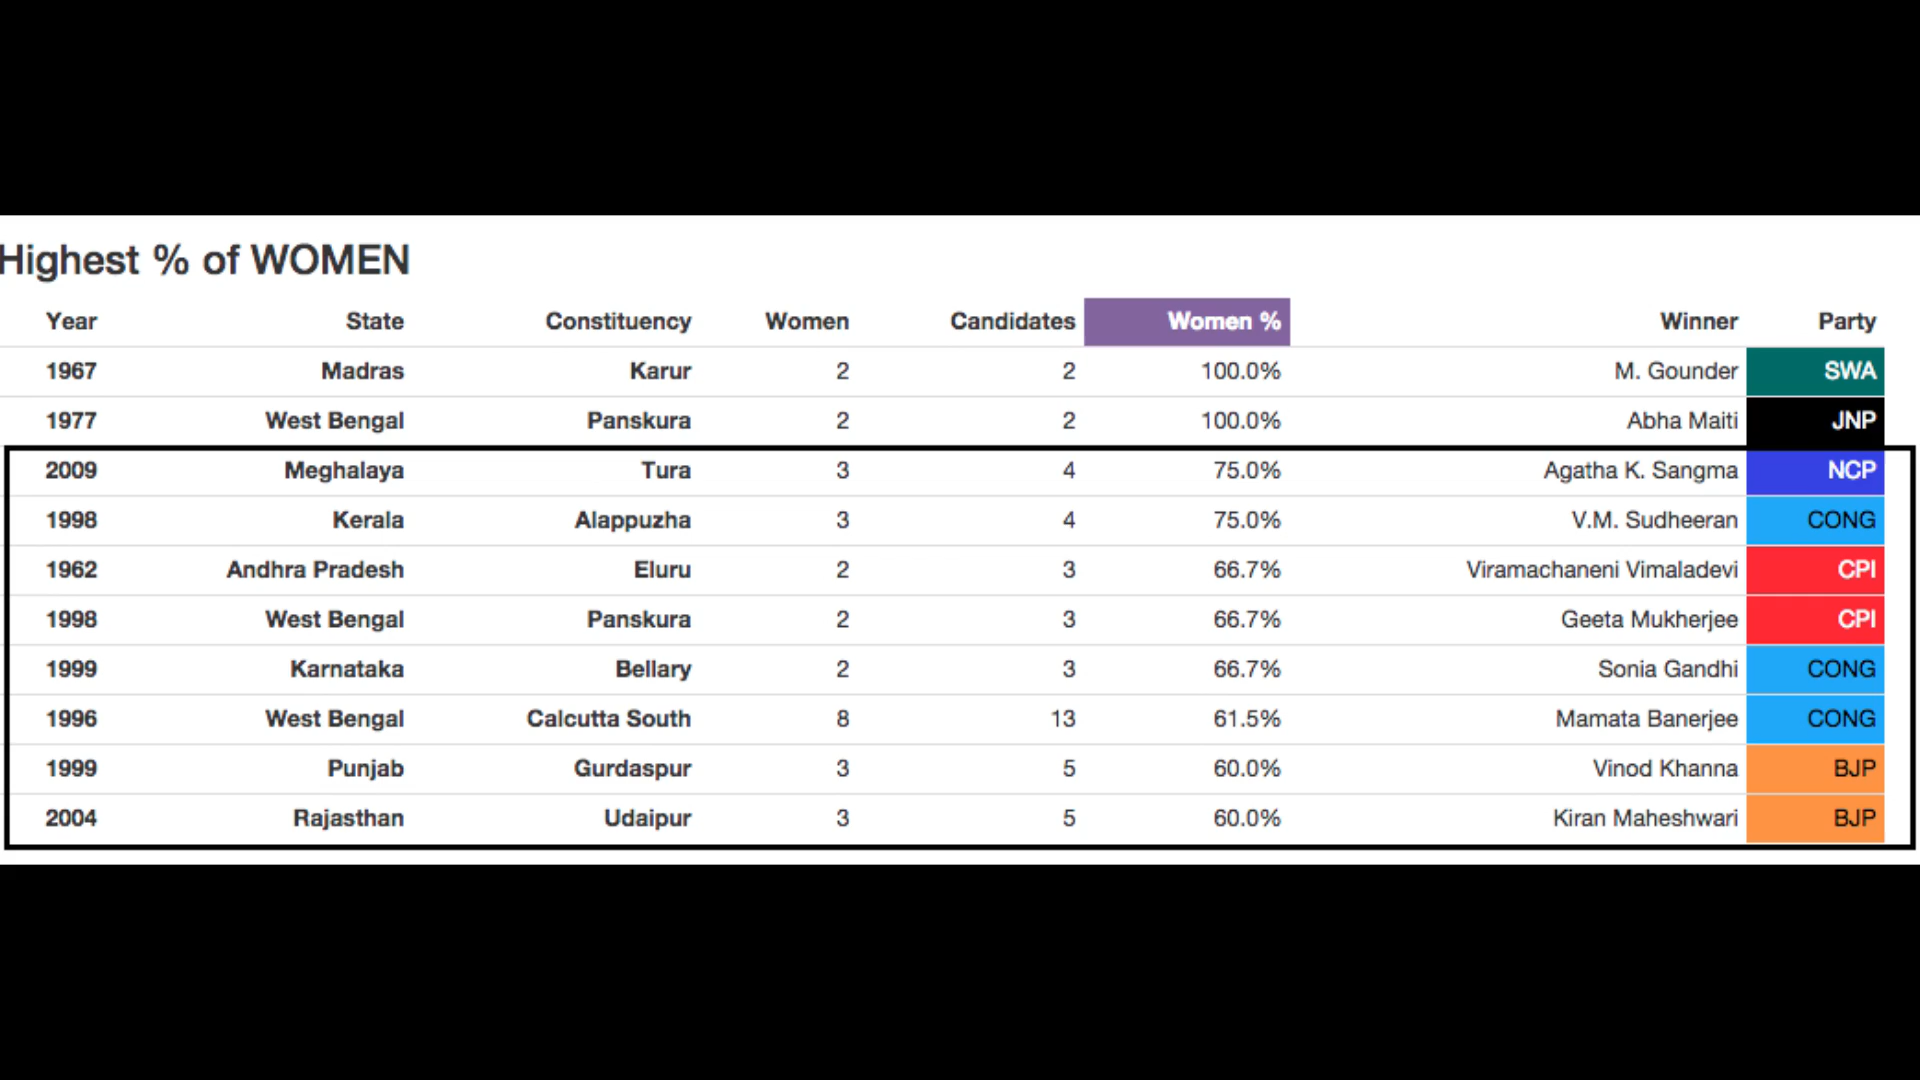 Highest % of WOMEN
Year State Constituency Women Candidates Women % Winner Party
1967 Madras Karur 2 2 100.0% M. Gounder SWA
1977 West Bengal Panskura 2 2 100.0% Abha Maiti JNP
2009 Meghalaya Tura 3 4 75.0% Agatha K. Sangma NCP
1998 Kerala Alappuzha 3 4 75.0% V.M. Sudheeran CONG
1962 Andhra Pradesh Eluru 2 3 66.7% Viramachaneni Vimaladevi CPI
1998 West Bengal Panskura 2 3 66.7% Geeta Mukherjee CPI
1999 Karnataka Bellary 2 3 66.7% Sonia Gandhi CONG
1996 West Bengal Calcutta South 8 13 61.5% Mamata Banerjee CONG
1999 Punjab Gurdaspur 3 5 60.0% Vinod Khanna BJP
2004 Rajasthan Udaipur 3 5 60.0% Kiran Maheshwari BJP